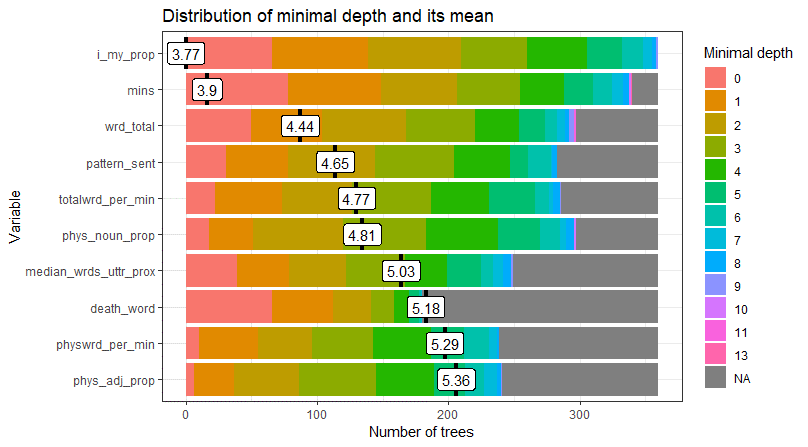 Distribution of minimal depth and its mean
Variable
i_my_prop
mins
wrd_total
pattern_sent
totalwrd_per_min
phys_noun_prop
median_wrds_uttr_prox
death_word
physwrd_per_min
phys_adj_prop
3.77
3.9
4.44
4.65
4.77
4.81
5.03
5.18
5.29
5.36
0
100
200
300
Number of trees
Minimal depth
0
1
2
3
4
5
6
7
8
9
10
11
13
NA